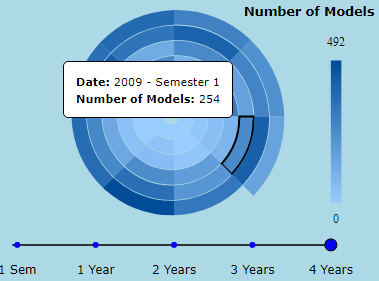 Number of Models
492
Date: 2009 - Semester 1
Number of Models: 254
0
1 Sem
1 Year
2 Years
3 Years
4 Years